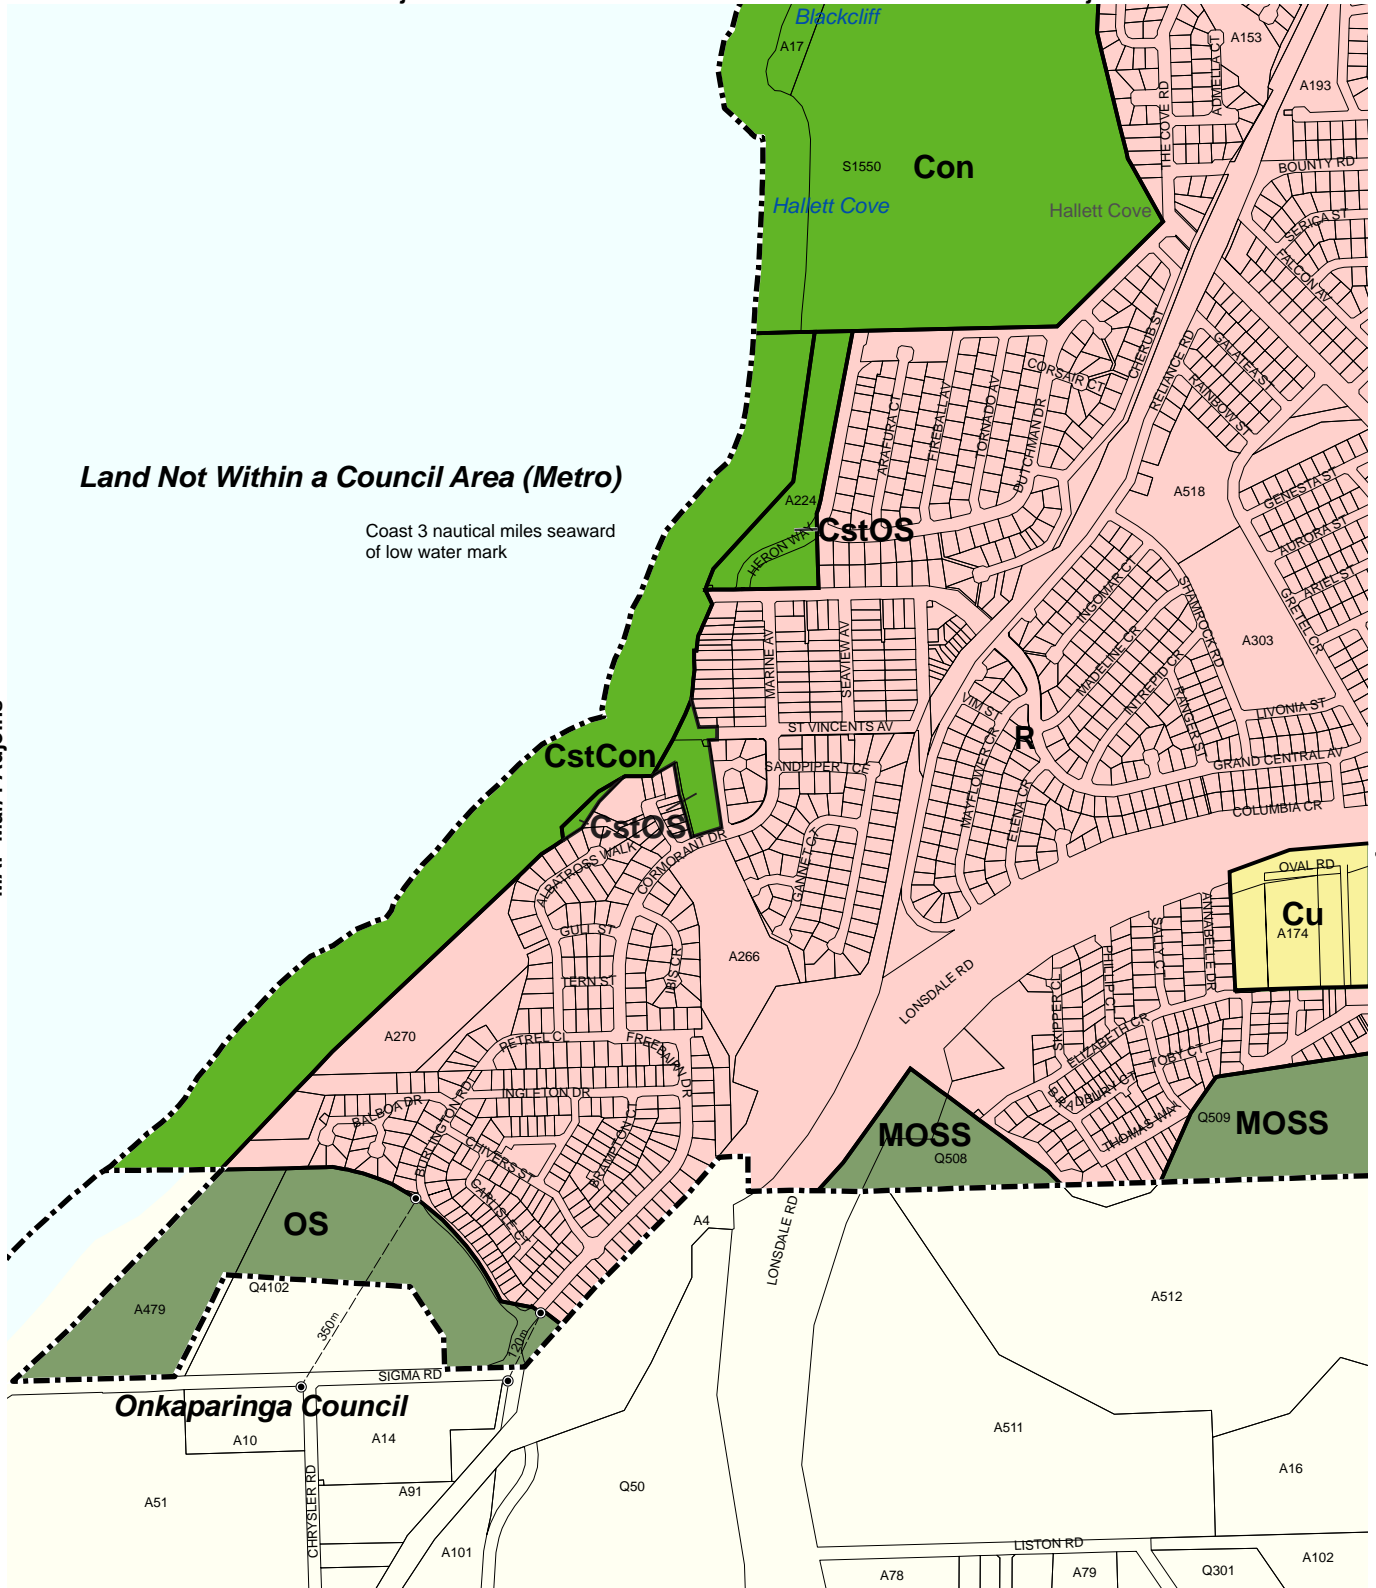 Blackcliff
A17
A153
ADMELLA CT
A193
THE COVE RD
S1550
Con
BOUNTY RD
Hallett Cove
Hallett Cove
SERICA ST
FALCON AV
CHERUB ST
RELIANCE RD
GALATEA ST
CORSAIR CT
RAINBOW ST
ARAFURA CT
FIREBALL AV
TORNADO AV
DUTCHMAN DR
Land Not Within a Council Area (Metro)
A224
A518
GENESTA ST
Coast 3 nautical miles seaward
of low water mark
CstOS
HERON WAY
AURORA ST
ARIEL ST
INGOMAR CT
SHAMROCK RD
GRETEL CR
A303
MARINE AV
SEAVIEW AV
MADELINE CR
INTREPID CR
RANGER ST
VIM ST
LIVONIA ST
ST VINCENTS AV
R
CstCon
SANDPIPER TCE
MAYFLOWER CR
GRAND CENTRAL AV
ELENA CR
COLUMBIA CR
CstOS
CORMORANT DR
ALBATROSS WALK
GANNET CT
OVAL RD
Cu
A174
ANNABELLE DR
SALLY CT
GULL ST
IBIS CR
A266
PHILLIP CT
TERN ST
LONSDALE RD
SKIPPER CL
A270
PETREL CL
FREEBAIRN DR
ELIZABETH CR
TOBY CT
BRADBURY CT
INGLETON DR
BALBOA DR
BURLINGTON RD
BRAMPTON CT
THOMAS WAY
Q509
MOSS
MOSS
Q508
CHIVERS ST
CARLISLE CT
OS
A4
LONSDALE RD
Q4102
A479
A512
350m
120m
SIGMA RD
Onkaparinga Council
A10
A14
A511
A16
A91
Q50
A51
CHRYSLER RD
A101
LISTON RD
A102
A78
A79
Q301